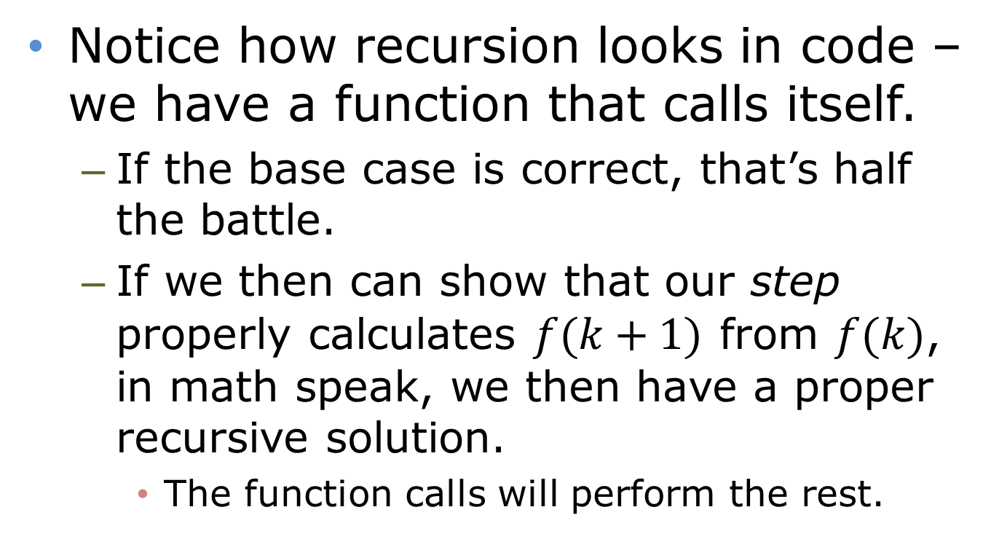 • Notice how recursion looks in code –
we have a function that calls itself.
– If the base case is correct, that’s half
the battle.
– If we then can show that our step
properly calculates 𝑓(𝑘 + 1) from 𝑓(𝑘),
in math speak, we then have a proper
recursive solution.
• The function calls will perform the rest.